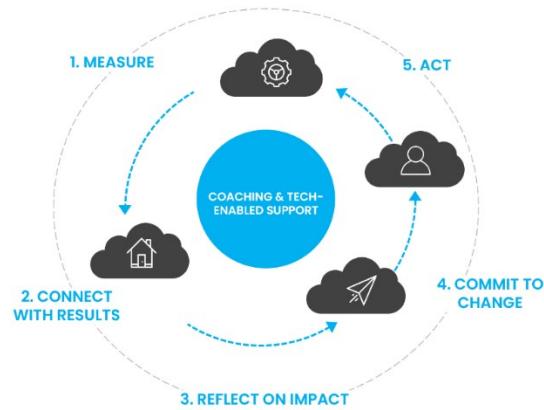 1. MEASURE
5. ACT
COACHING & TECH-
ENABLED SUPPORT
2. CONNECT
WITH RESULTS
4. COMMIT TO
CHANGE
3. REFLECT ON IMPACT